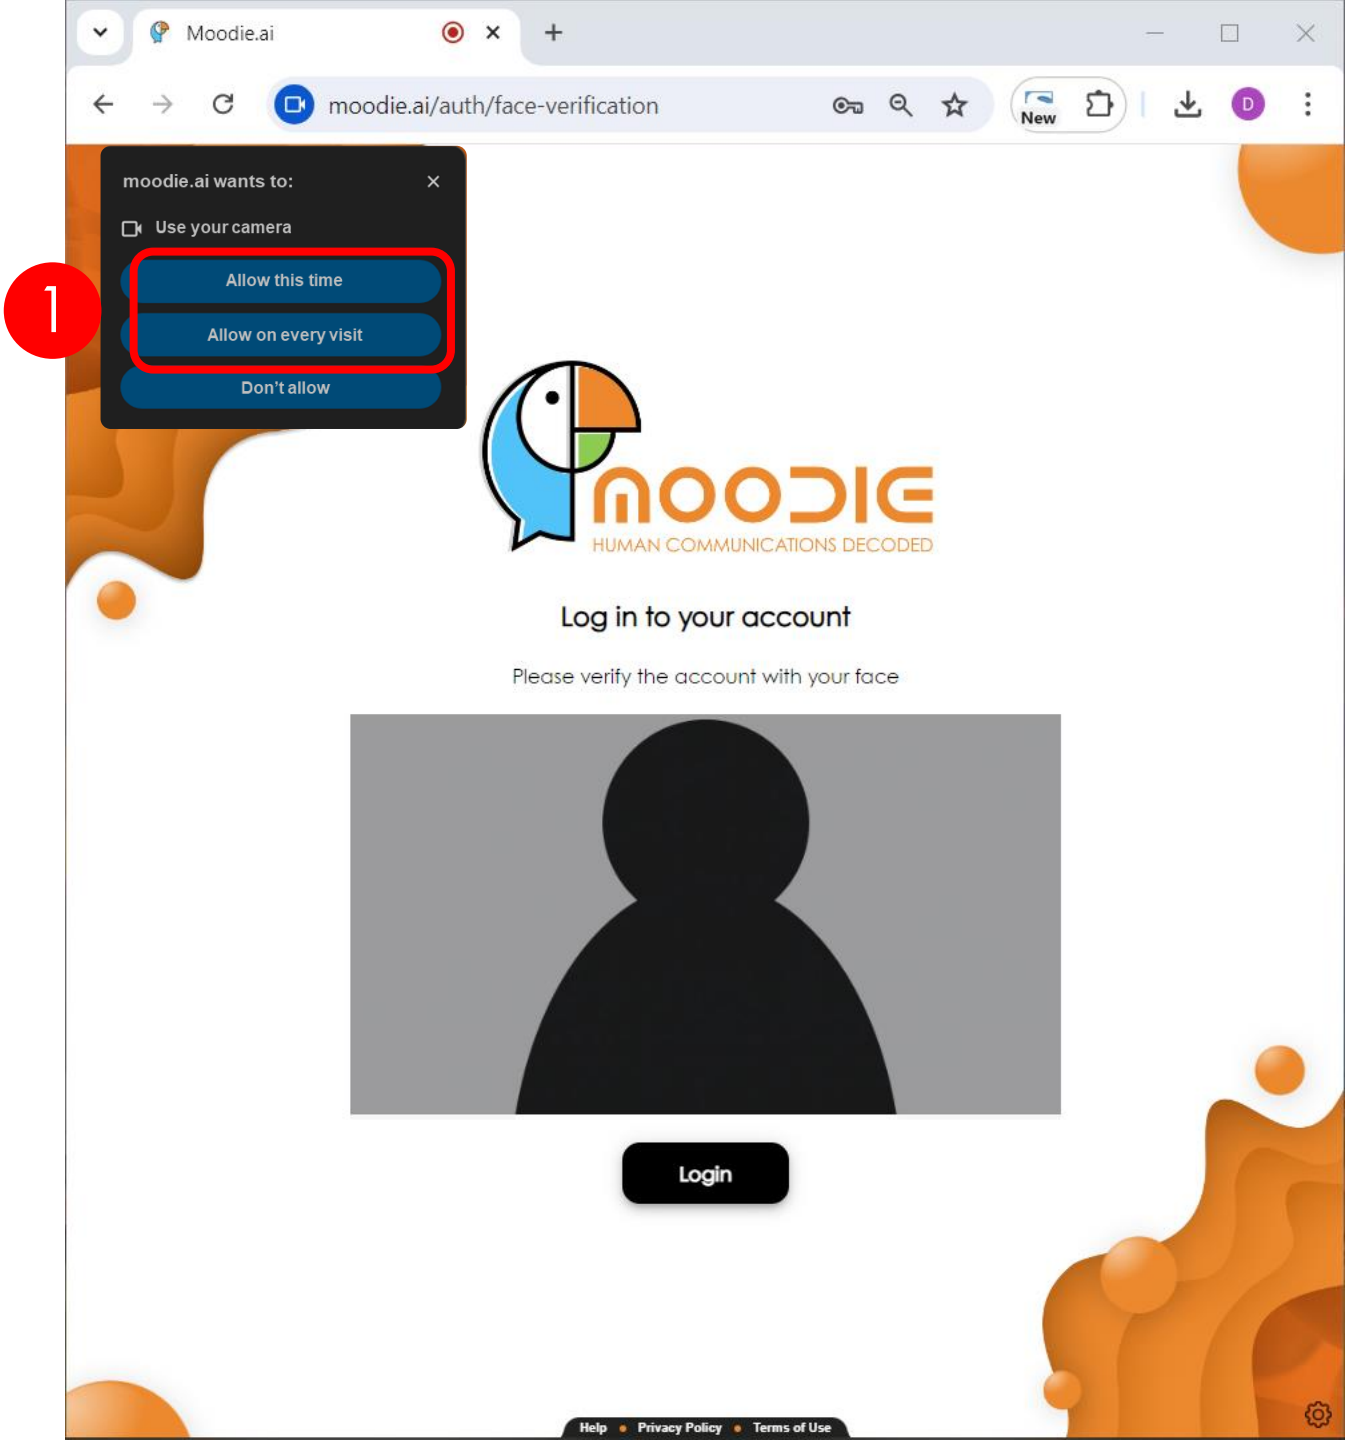 Moodie.ai
moodie.ai/auth/face-verification
New
D
moodie.ai wants to:
Use your camera
Allow this time
1
Allow on every visit
Don't allow
MOODIE
HUMAN COMMUNICATIONS DECODED
Log in to your account
Please verify the account with your face
Login
Help • Privacy Policy • Terms of Use